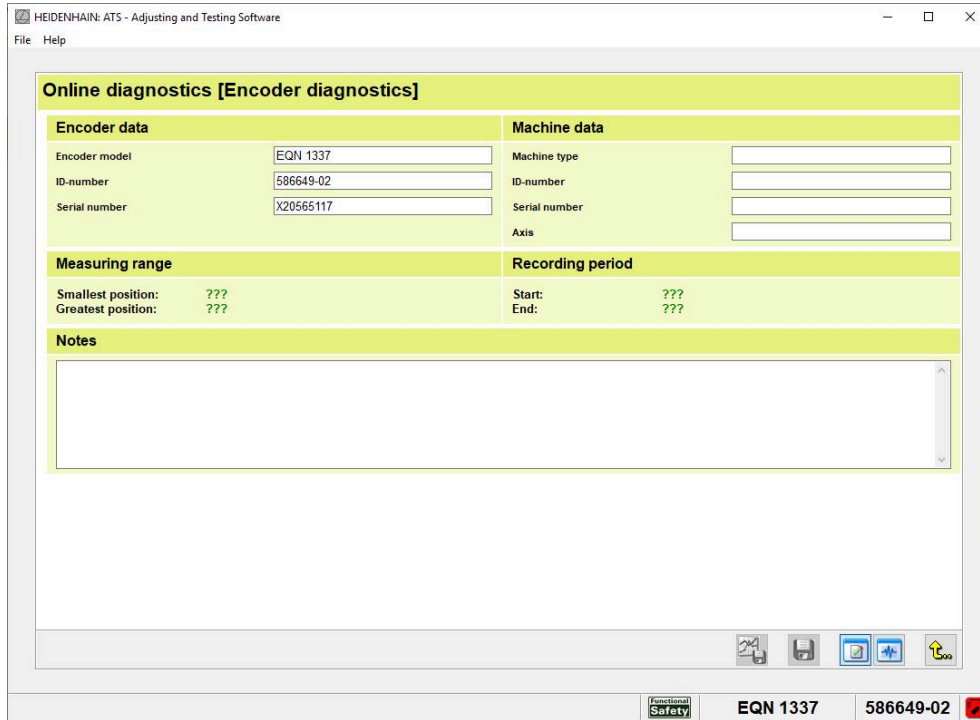 HEIDENHAIN: ATS - Adjusting and Testing Software
File Help
Online diagnostics [Encoder diagnostics]
Encoder data
Encoder model EQN 1337
ID-number 586649-02
Serial number X20565117
Machine data
Machine type
ID-number
Serial number
Axis
Measuring range
Smallest position: ???
Greatest position: ???
Recording period
Start: ???
End: ???
Notes
Functional
Safety
EQN 1337
586649-02